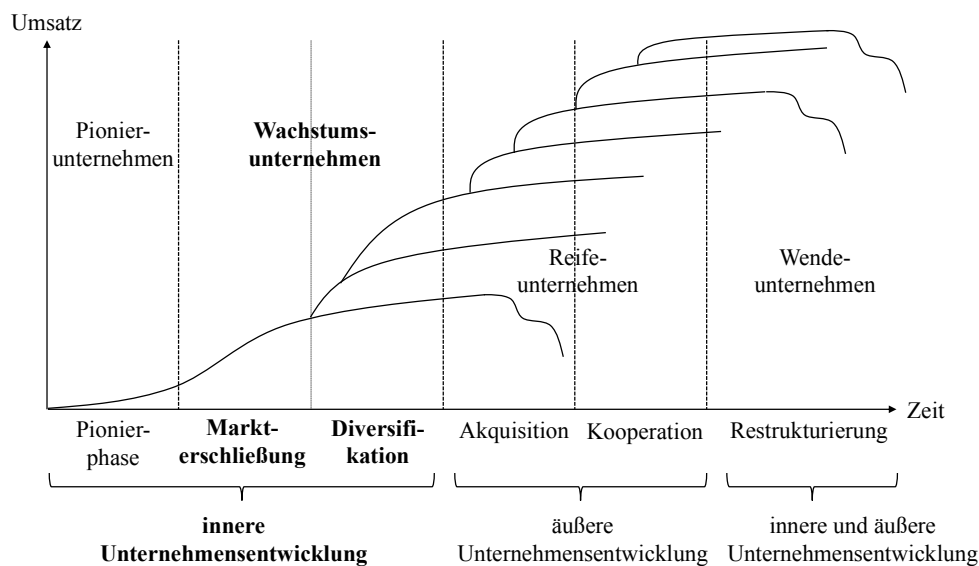 Umsatz
Pionier-
unternehmen
Wachstums-
unternehmen
Reife-
unternehmen
Wende-
unternehmen
Zeit
Pionier-
phase
Markt-
erschließung
Diversifi-
kation
Akquisition
Kooperation
Restrukturierung
innere
Unternehmensentwicklung
äußere
Unternehmensentwicklung
innere und äußere
Unternehmensentwicklung